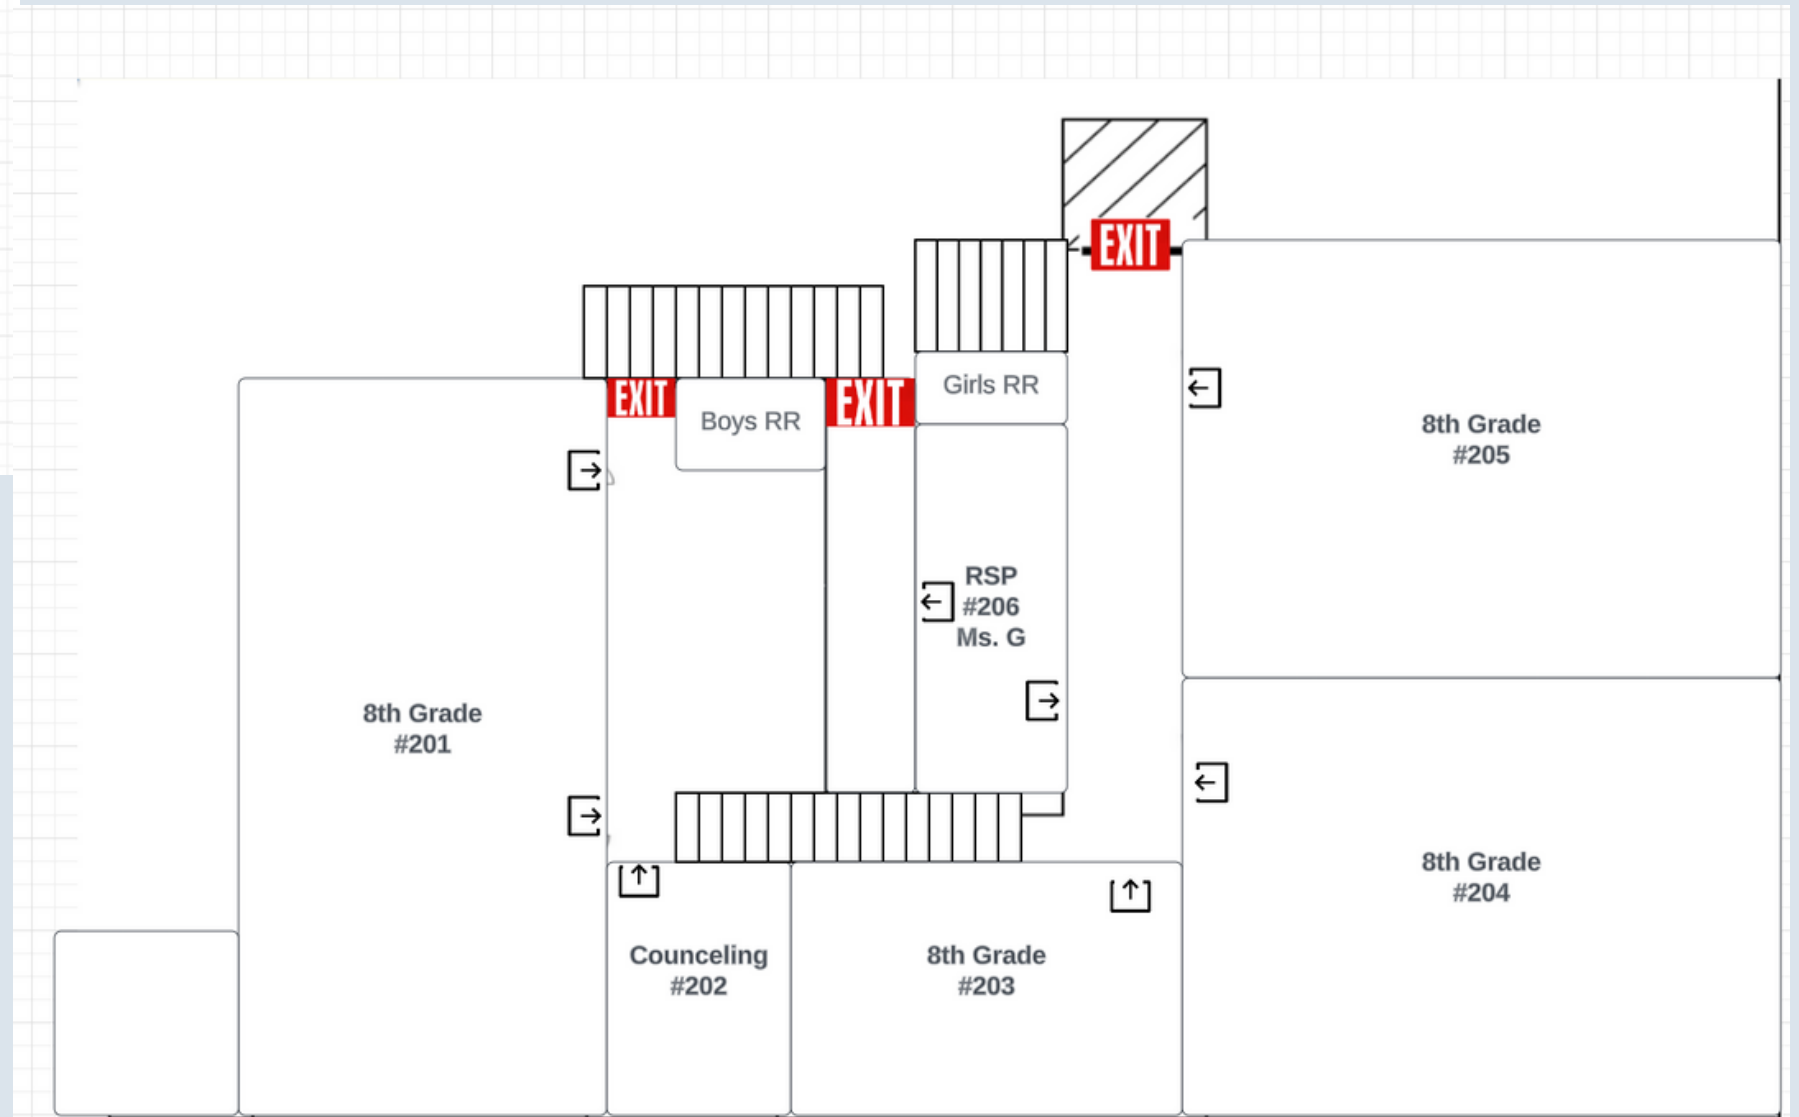 EXIT
EXIT
Boys RR
EXIT
Girls RR
8th Grade
#205
RSP
#206
Ms. G
8th Grade
#201
8th Grade
#204
Counceling
#202
8th Grade
#203